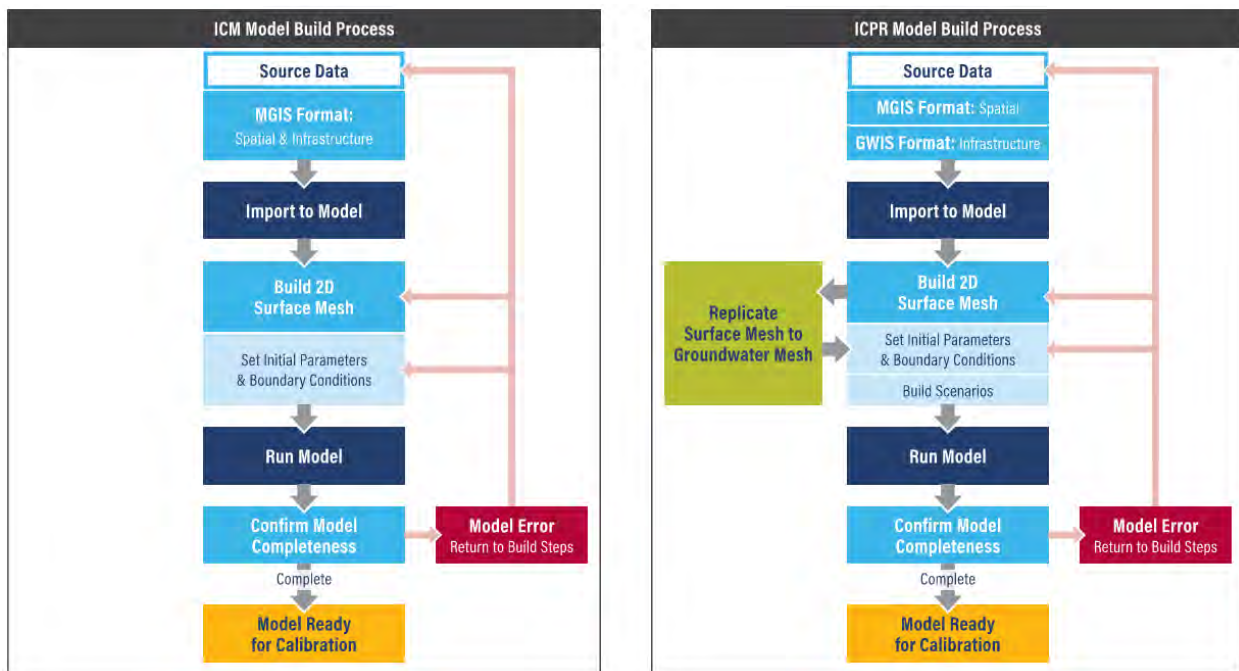 ICM Model Build Process
Source Data
MGIS Format:
Spatial & Infrastructure
Import to Model
Build 2D
Surface Mesh
Set Initial Parameters
& Boundary Conditions
Run Model
Confirm Model
Completeness
Model Error
Return to Build Steps
Complete
Model Ready
for Calibration
ICPR Model Build Process
Source Data
MGIS Format: Spatial
GWIS Format: Infrastructure
Import to Model
Build 2D
Surface Mesh
Replicate
Surface Mesh to
Groundwater Mesh
Set Initial Parameters
& Boundary Conditions
Build Scenarios
Run Model
Confirm Model
Completeness
Model Error
Return to Build Steps
Complete
Model Ready
for Calibration